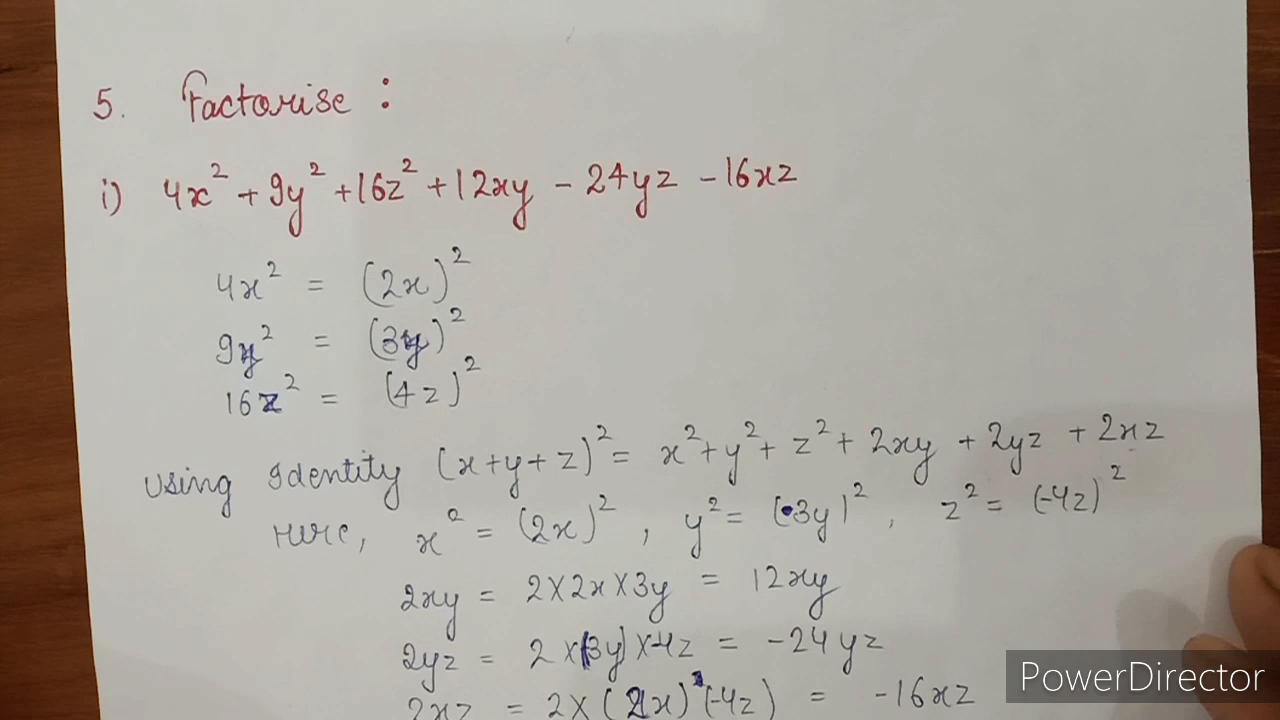 5. Factorise :
i) 4x² + 9y² + 16z² + 12xy - 24yz - 16xz
4x² = (2x)²
9y² = (3y)²
16z² = (4z)²
Using Identity (x+y+z)² = x² + y² + z² + 2xy + 2yz + 2xz
Here, x² = (2x)² , y² = (3y)² , z² = (-4z)²
2xy = 2×2x×3y = 12xy
2yz = 2×(3y)×-4z = -24yz
2xz = 2×(2x) (-4z) = -16xz
PowerDirector